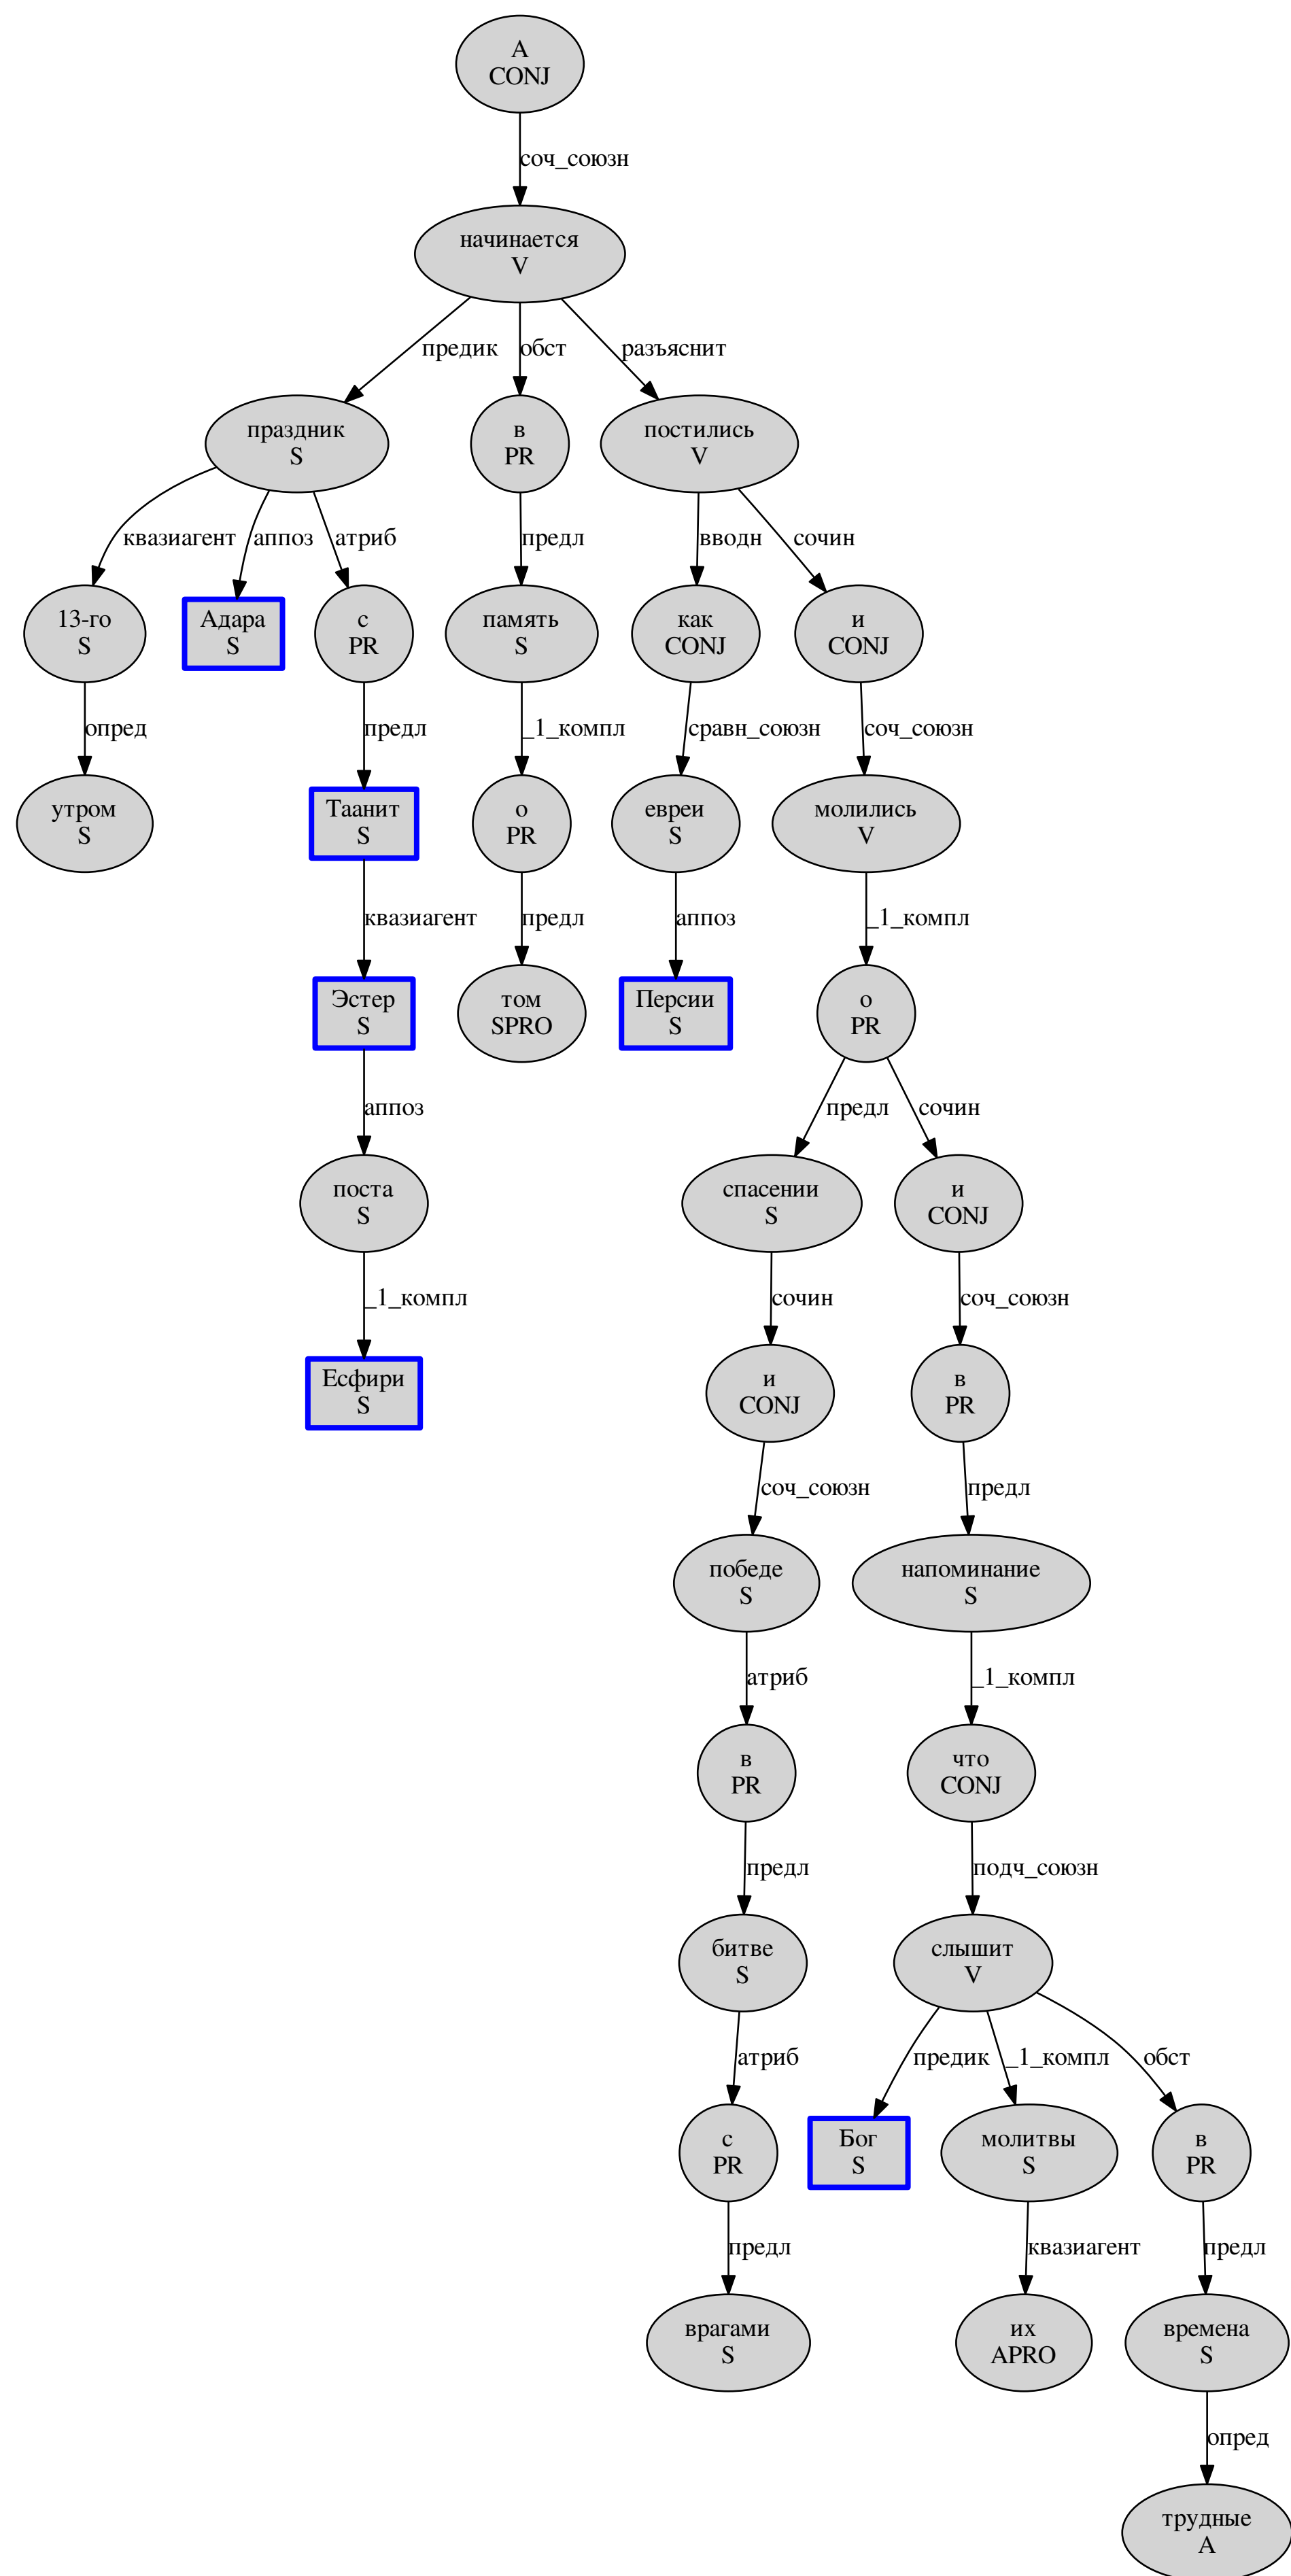 А
CONJ
соч_союзн
начинается
V
предик
обст
разъяснит
праздник
S
в
PR
постились
V
квазиагент
аппоз
атриб
предл
вводн
сочин
13-го
S
Адара
S
с
PR
память
S
как
CONJ
и
CONJ
опред
предл
_1_компл
сравн_союзн
соч_союзн
утром
S
Таанит
S
о
PR
евреи
S
молились
V
квазиагент
предл
аппоз
_1_компл
Эстер
S
том
SPRO
Персии
S
о
PR
аппоз
предл
сочин
поста
S
спасении
S
и
CONJ
_1_компл
сочин
соч_союзн
Есфири
S
и
CONJ
в
PR
соч_союзн
предл
победе
S
напоминание
S
атриб
_1_компл
в
PR
что
CONJ
предл
подч_союзн
битве
S
слышит
V
атриб
предик
_1_компл
обст
с
PR
Бог
S
молитвы
S
в
PR
предл
квазиагент
предл
врагами
S
их
APRO
времена
S
опред
трудные
A